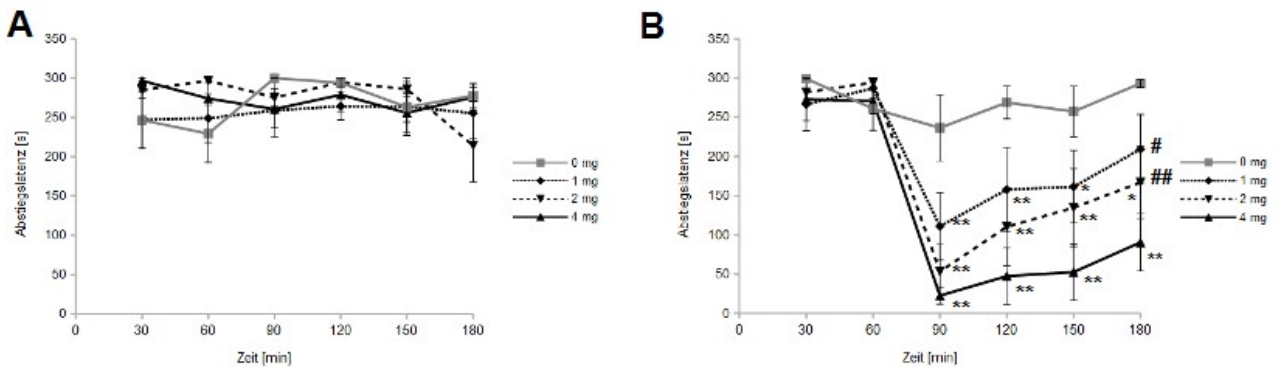 A
B
350
300
250
200
150
100
50
0
Abstiegslatenz [s]
0 30 60 90 120 150 180
Zeit [min]
0 mg
1 mg
2 mg
4 mg
350
300
250
200
150
100
50
0
Abstiegslatenz [s]
0 30 60 90 120 150 180
Zeit [min]
** ** * #
** ** ** * ##
** ** ** **
0 mg
1 mg
2 mg
4 mg